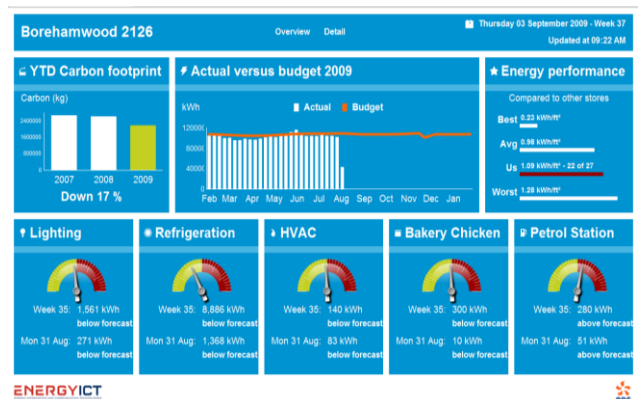 Borehamwood 2126
Overview Detail
Thursday 03 September 2009 - Week 37
Updated at 09:22 AM
YTD Carbon footprint
Carbon (kg)
2400000
1600000
800000
2007 2008 2009
Down 17 %
Actual versus budget 2009
kWh
Actual Budget
120000
80000
40000
0
Feb Mar Apr May Jun Jul Aug Sep Oct Nov Dec Jan
Energy performance
Compared to other stores
Best 0.23 kWh/ft²
Avg 0.98 kWh/ft²
Us 1.09 kWh/ft² - 22 of 27
Worst 1.28 kWh/ft²
Lighting
Week 35: 1,561 kWh
below forecast
Mon 31 Aug: 271 kWh
below forecast
Refrigeration
Week 35: 8,886 kWh
below forecast
Mon 31 Aug: 1,368 kWh
below forecast
HVAC
Week 35: 140 kWh
below forecast
Mon 31 Aug: 83 kWh
below forecast
Bakery Chicken
Week 35: 300 kWh
below forecast
Mon 31 Aug: 10 kWh
below forecast
Petrol Station
Week 35: 280 kWh
above forecast
Mon 31 Aug: 51 kWh
above forecast
ENERGYICT